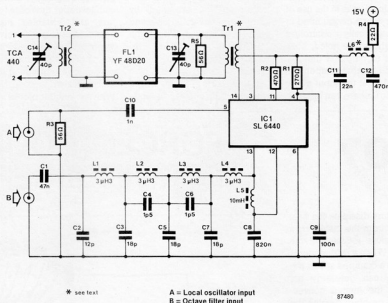 15V
R4
22Ω
Tr2 *
Tr1 *
1
TCA
440
2
C14
40p
FL1
YF 48D20
C13
40p
R5
56Ω
L6 *
R2
470Ω
R1
270Ω
C11
22n
C12
470n
14
3
11
4
C10
1n
5
IC1
SL 6440
A
R3
56Ω
13
12
6
C1
47n
B
L1
3µH3
L2
3µH3
L3
3µH3
L4
3µH3
C4
1p5
C6
1p5
L5
10mH
C2
12p
C3
18p
C5
18p
C7
18p
C8
820n
C9
100n
* see text
A = Local oscillator input
B = Octave filter input
87480